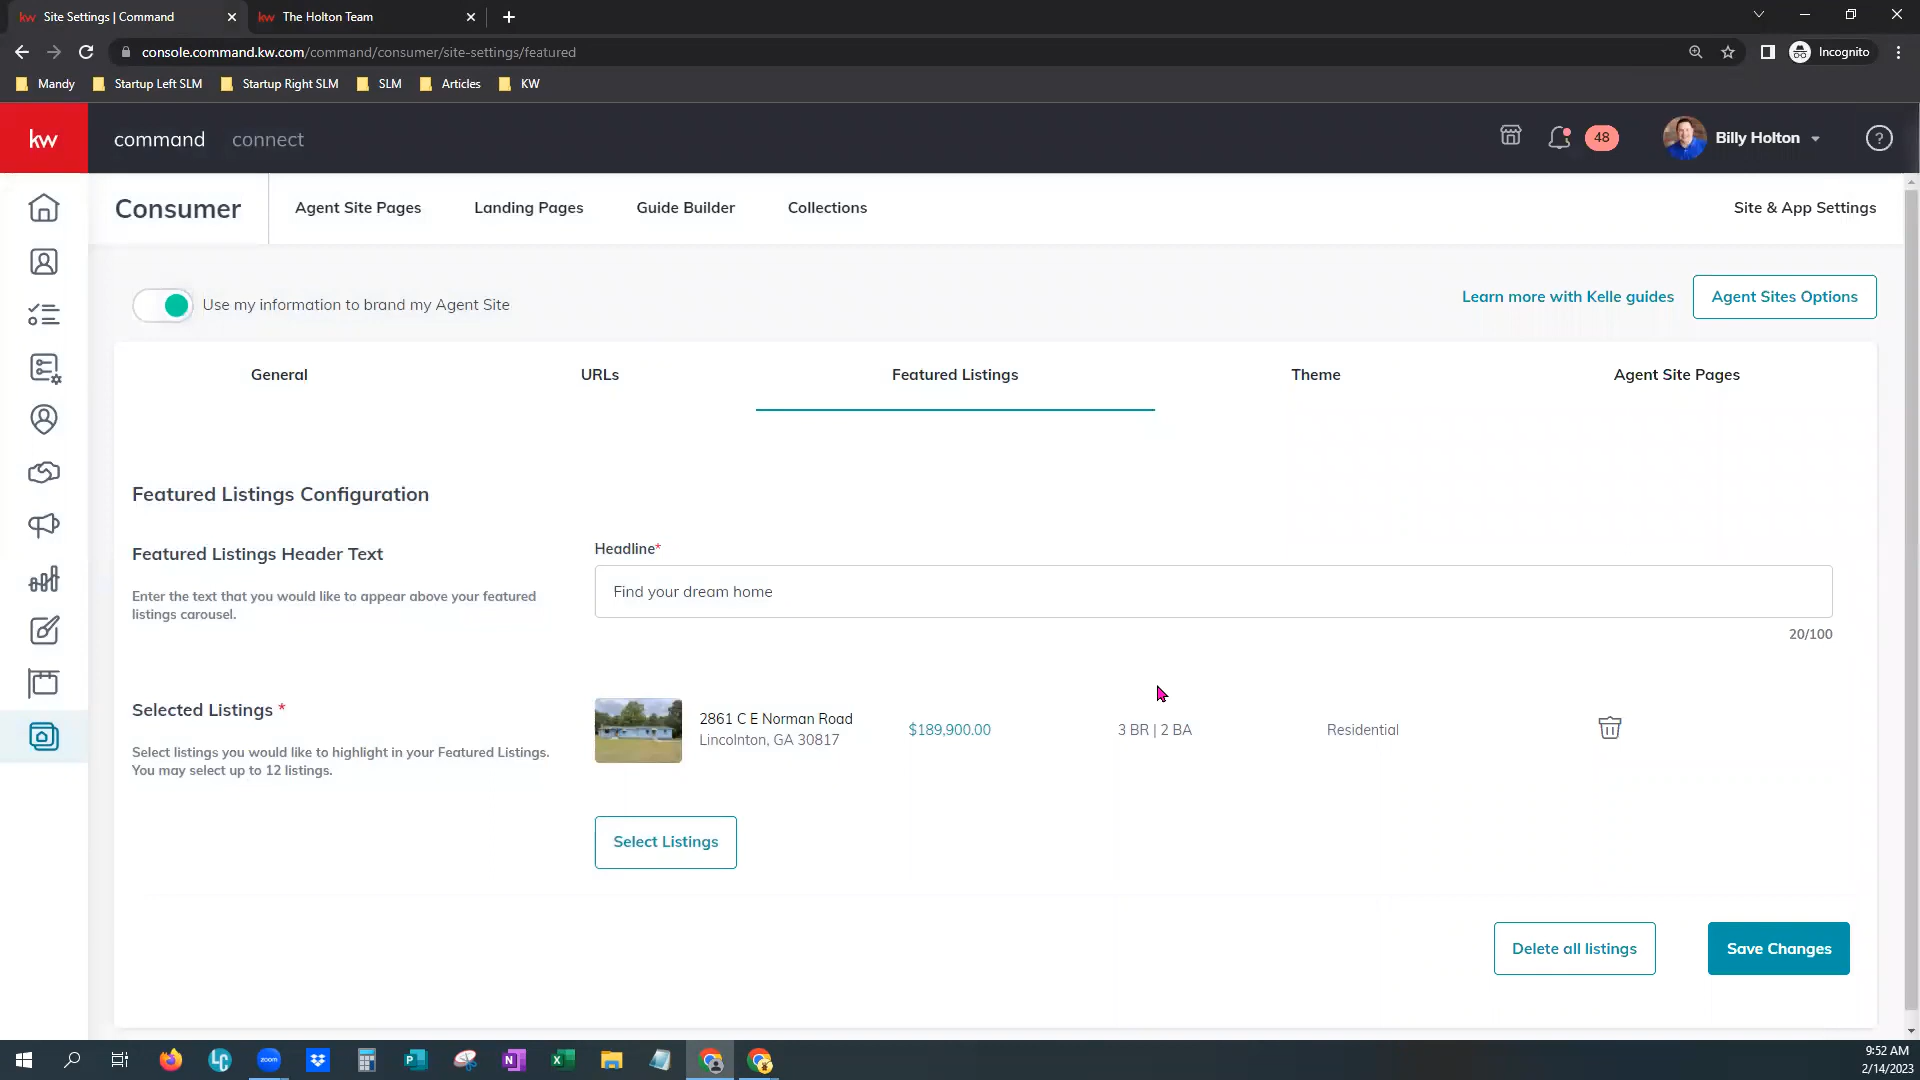 kw Site Settings | Command
kw The Holton Team
console.command.kw.com/command/consumer/site-settings/featured
Incognito
Mandy
Startup Left SLM
Startup Right SLM
SLM
Articles
KW
kw
command
connect
48
Billy Holton
?
Consumer
Agent Site Pages
Landing Pages
Guide Builder
Collections
Site & App Settings
Use my information to brand my Agent Site
Learn more with Kelle guides
Agent Sites Options
General
URLs
Featured Listings
Theme
Agent Site Pages
Featured Listings Configuration
Featured Listings Header Text
Enter the text that you would like to appear above your featured
listings carousel.
Headline*
Find your dream home
20/100
Selected Listings *
Select listings you would like to highlight in your Featured Listings.
You may select up to 12 listings.
2861 C E Norman Road
Lincolnton, GA 30817
$189,900.00
3 BR | 2 BA
Residential
Select Listings
Delete all listings
Save Changes
LC
zoom
P
N
X
9:52 AM
2/14/2023